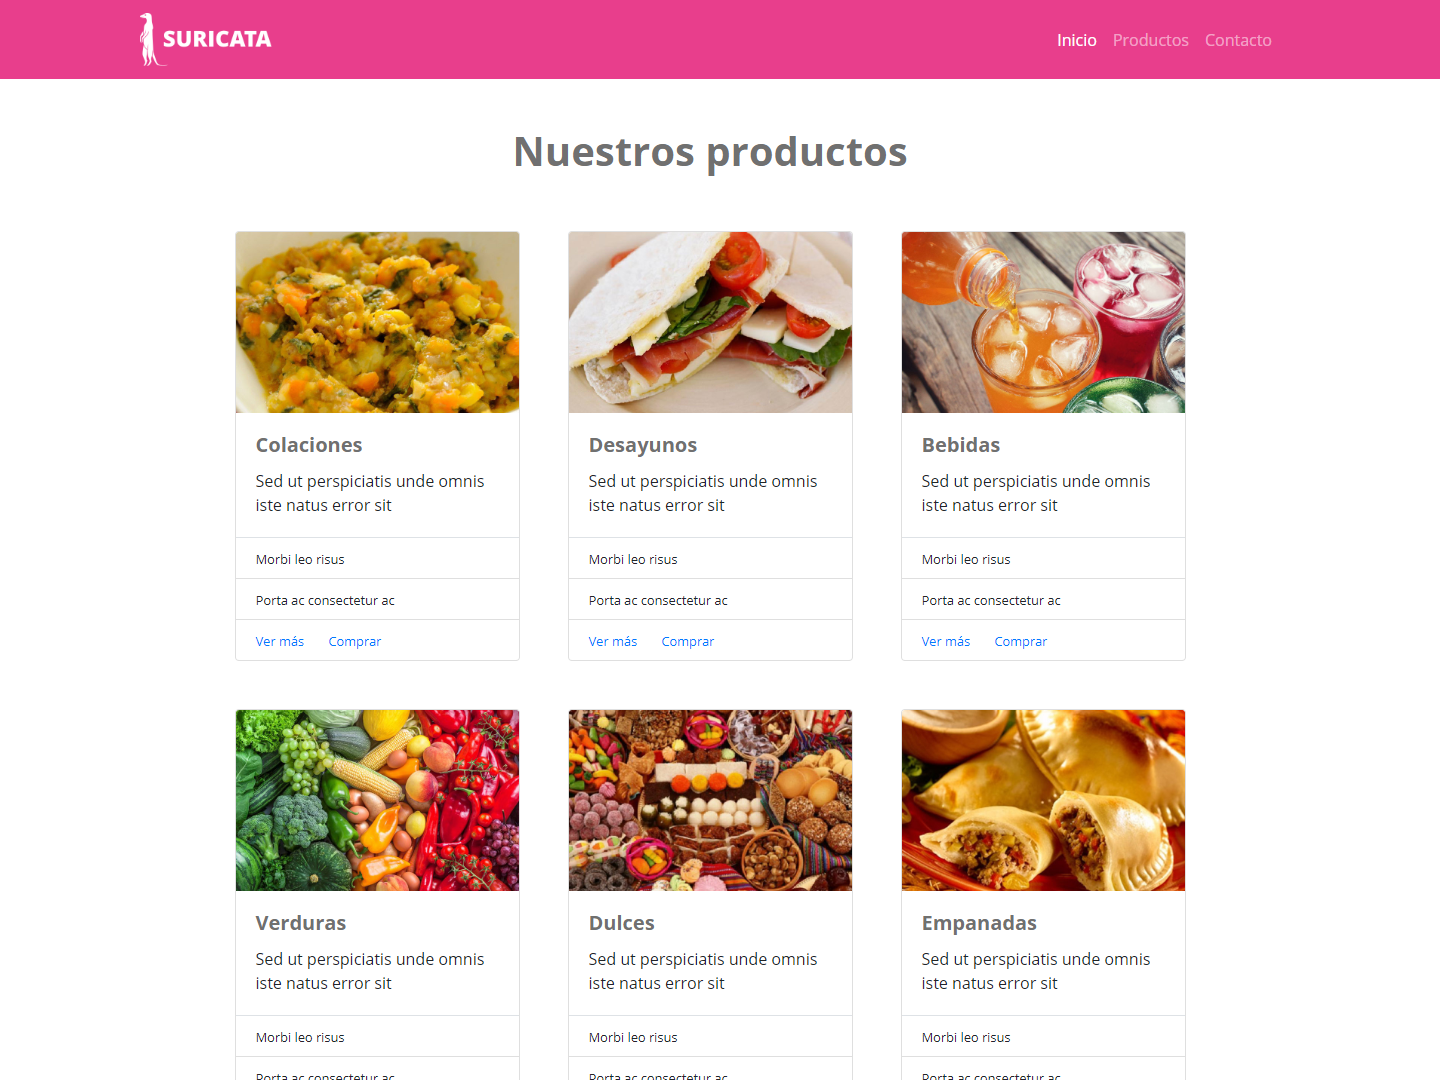 SURICATA
Inicio Productos Contacto
Nuestros productos
Colaciones
Sed ut perspiciatis unde omnis
iste natus error sit
Morbi leo risus
Porta ac consectetur ac
Ver más Comprar
Desayunos
Sed ut perspiciatis unde omnis
iste natus error sit
Morbi leo risus
Porta ac consectetur ac
Ver más Comprar
Bebidas
Sed ut perspiciatis unde omnis
iste natus error sit
Morbi leo risus
Porta ac consectetur ac
Ver más Comprar
Verduras
Sed ut perspiciatis unde omnis
iste natus error sit
Morbi leo risus
Porta ac consectetur ac
Dulces
Sed ut perspiciatis unde omnis
iste natus error sit
Morbi leo risus
Porta ac consectetur ac
Empanadas
Sed ut perspiciatis unde omnis
iste natus error sit
Morbi leo risus
Porta ac consectetur ac